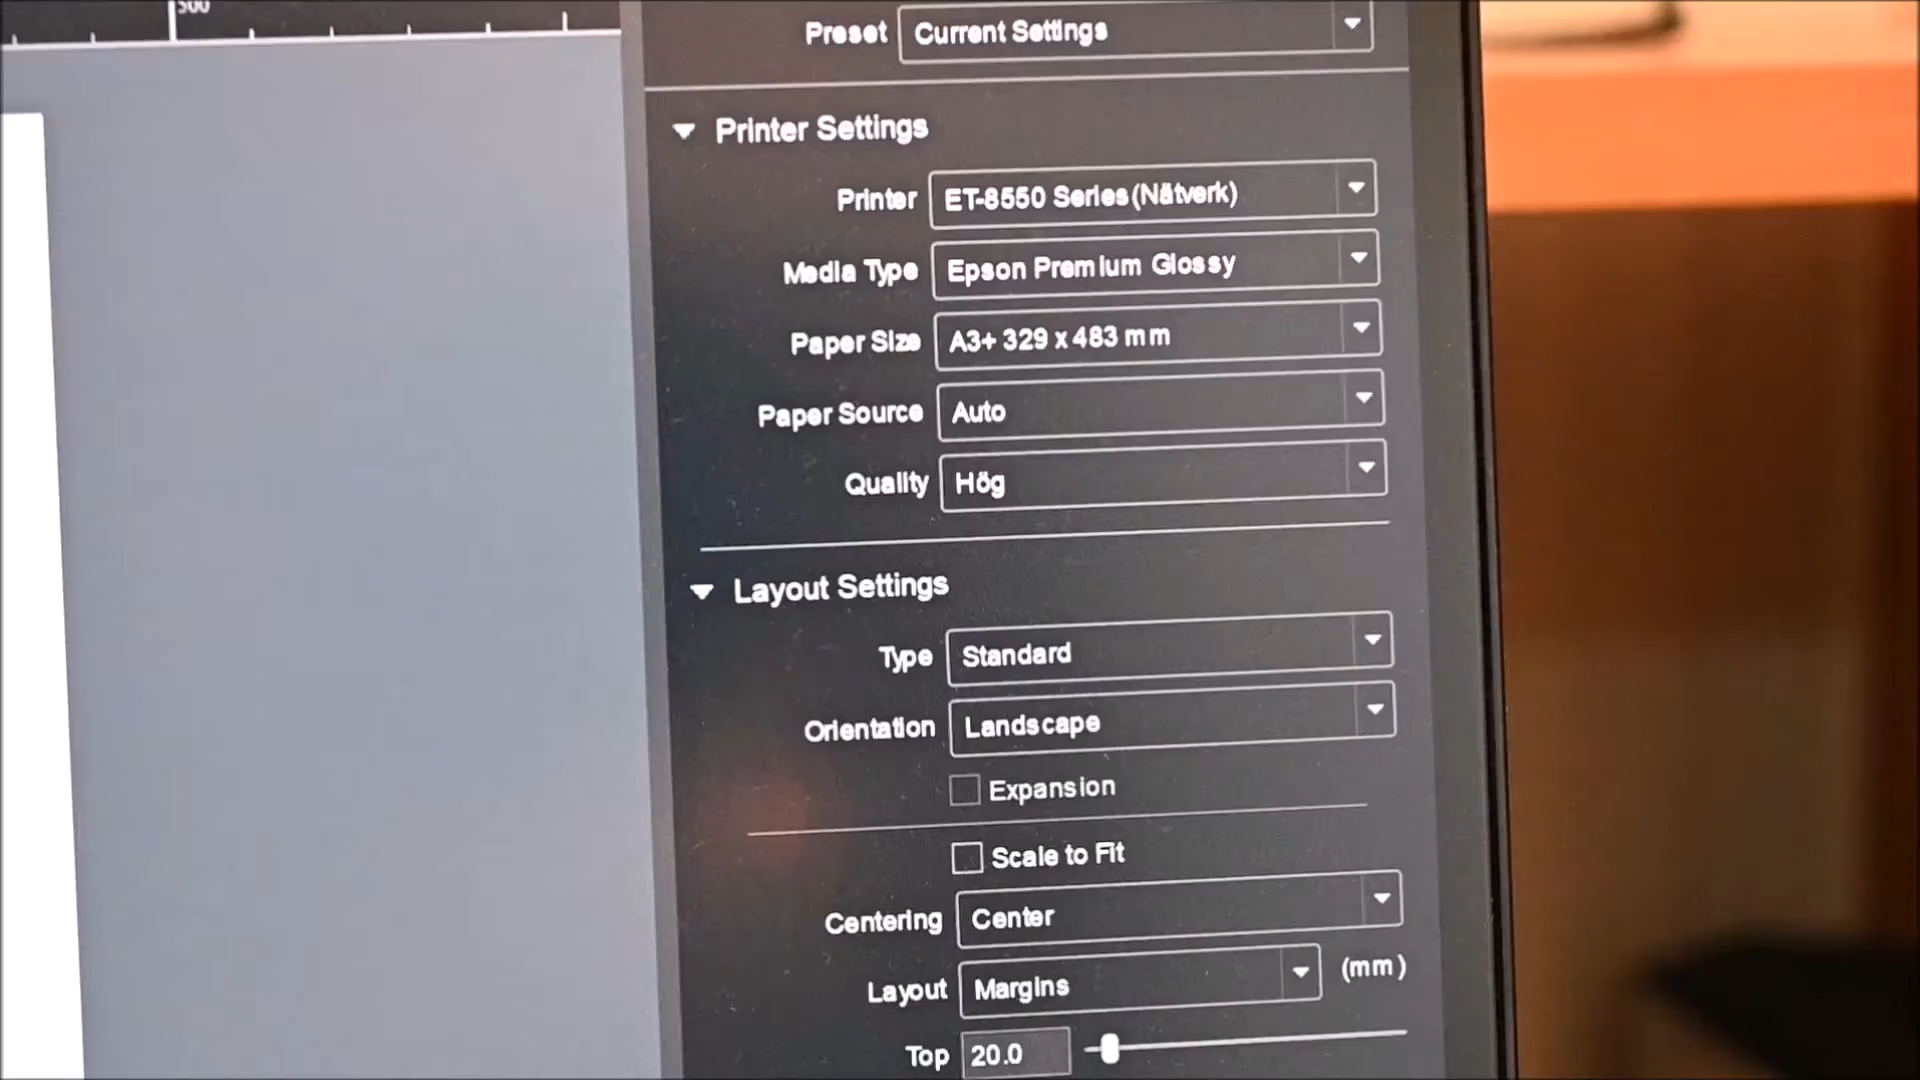 500
Preset Current Settings
Printer Settings
Printer ET-8550 Series(Nätverk)
Media Type Epson Premium Glossy
Paper Size A3+ 329 x 483 mm
Paper Source Auto
Quality Hög
Layout Settings
Type Standard
Orientation Landscape
Expansion
Scale to Fit
Centering Center
Layout Margins (mm)
Top 20.0